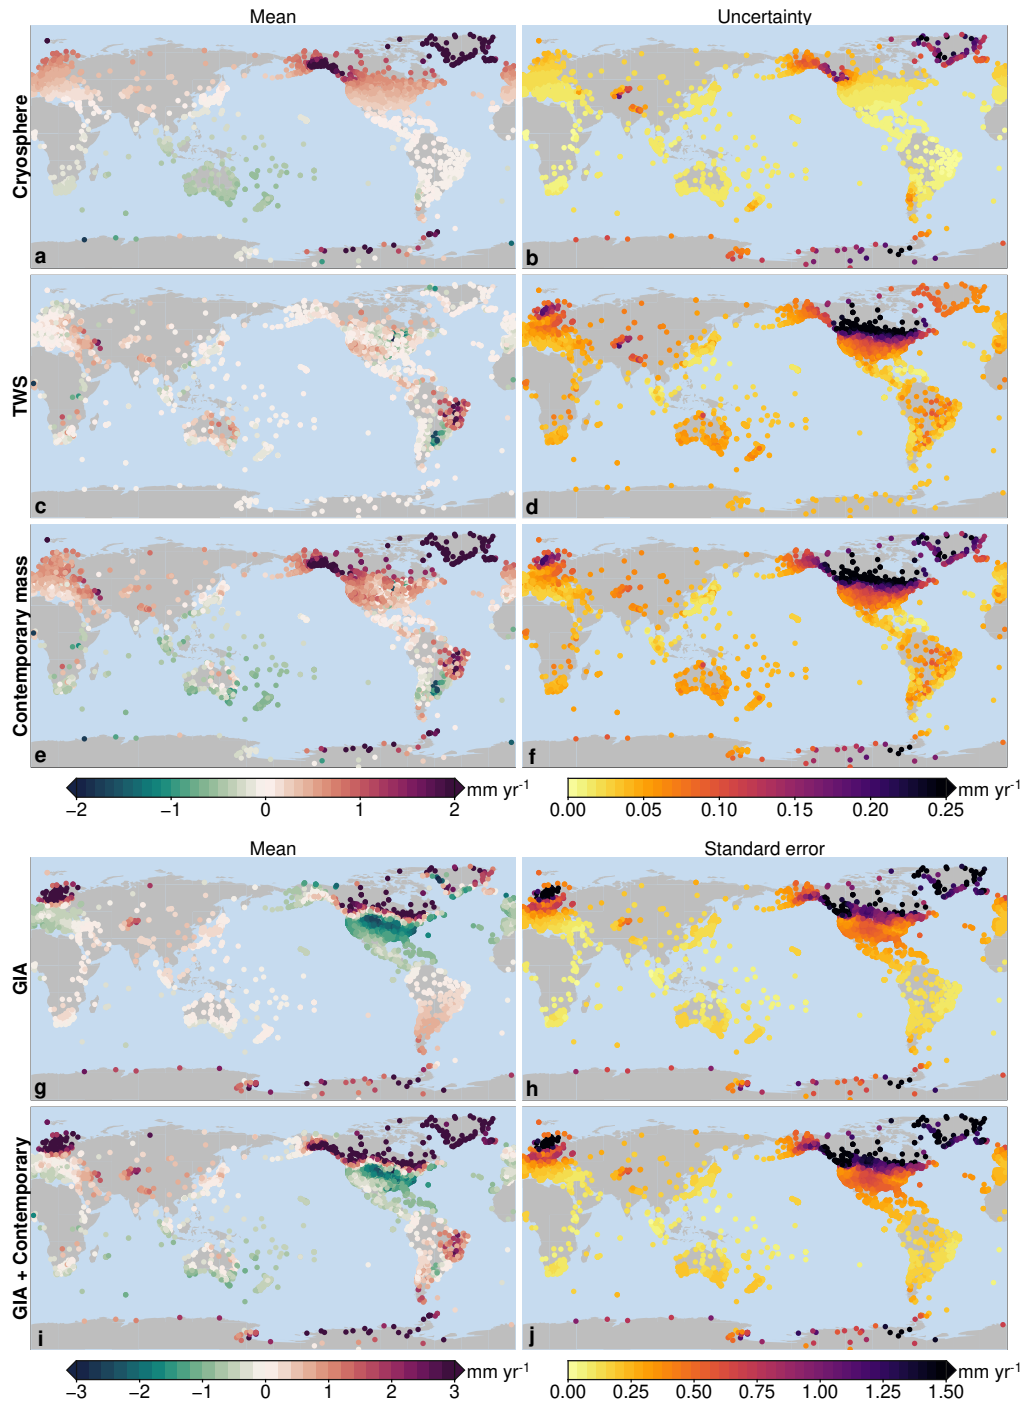 Mean
Uncertainty
Cryosphere
a
b
TWS
c
d
Contemporary mass
e
f
−2 −1 0 1 2 mm yr⁻¹
0.00 0.05 0.10 0.15 0.20 0.25 mm yr⁻¹
Mean
Standard error
GIA
g
h
GIA + Contemporary
i
j
−3 −2 −1 0 1 2 3 mm yr⁻¹
0.00 0.25 0.50 0.75 1.00 1.25 1.50 mm yr⁻¹